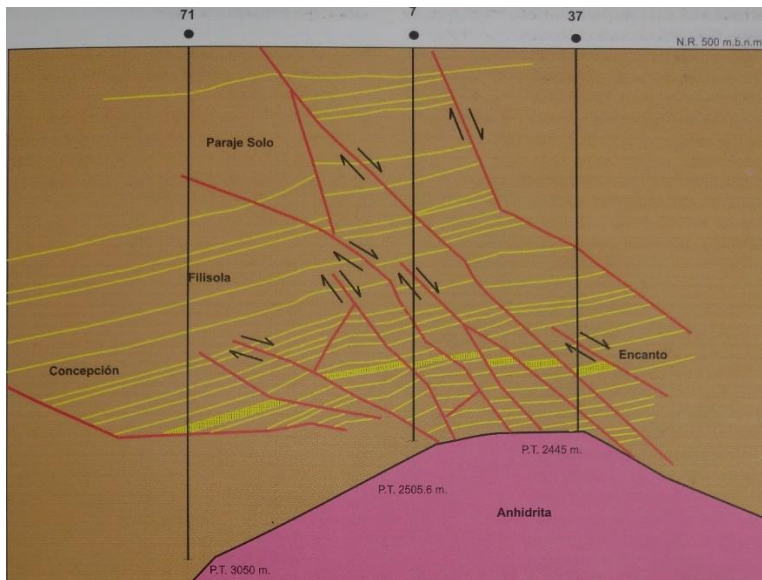 71
7
37
N.R. 500 m.b.n.m
Paraje Solo
Filisola
Concepción
Encanto
P.T. 2445 m.
P.T. 2505.6 m.
Anhidrita
P.T. 3050 m.